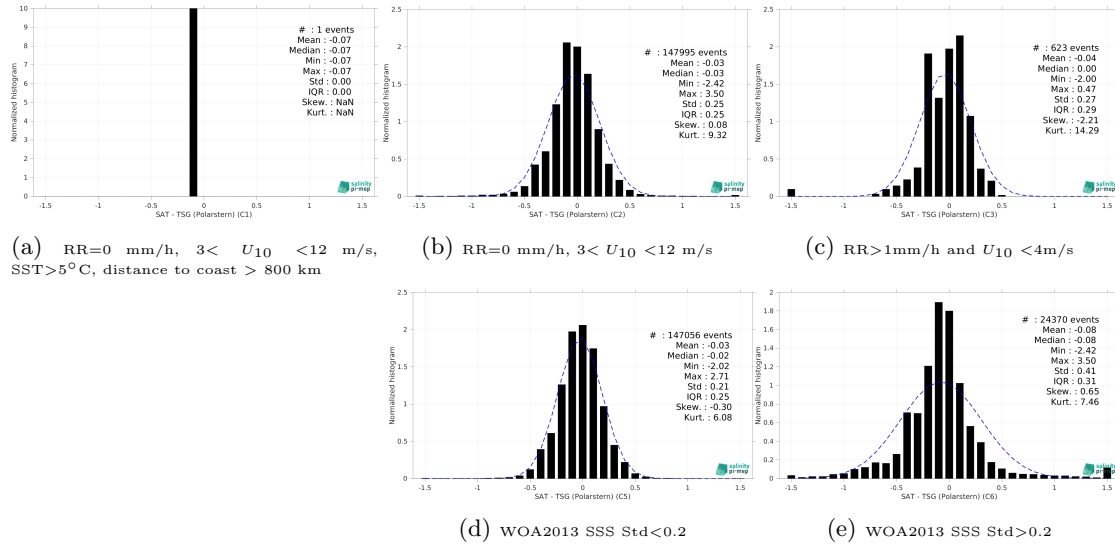 10
9
8
7
6
5
4
3
2
1
0
Normalized histogram
# : 1 events
Mean : -0.07
Median : -0.07
Min : -0.07
Max : -0.07
Std : 0.00
IQR : 0.00
Skew. : NaN
Kurt. : NaN
salinity
pi-mep
-1.5 -1 -0.5 0 0.5 1 1.5
SAT - TSG (Polarstern) (C1)
(a) RR=0 mm/h, 3< U10 <12 m/s,
SST>5°C, distance to coast > 800 km
2.5
2
1.5
1
0.5
0
Normalized histogram
# : 147995 events
Mean : -0.03
Median : -0.03
Min : -2.42
Max : 3.50
Std : 0.25
IQR : 0.25
Skew. : 0.08
Kurt. : 9.32
salinity
pi-mep
-1.5 -1 -0.5 0 0.5 1 1.5
SAT - TSG (Polarstern) (C2)
(b) RR=0 mm/h, 3< U10 <12 m/s
2.5
2
1.5
1
0.5
0
Normalized histogram
# : 623 events
Mean : -0.04
Median : 0.00
Min : -2.00
Max : 0.47
Std : 0.27
IQR : 0.29
Skew. : -2.21
Kurt. : 14.29
salinity
pi-mep
-1.5 -1 -0.5 0 0.5 1 1.5
SAT - TSG (Polarstern) (C3)
(c) RR>1mm/h and U10 <4m/s
2.5
2
1.5
1
0.5
0
Normalized histogram
# : 147056 events
Mean : -0.03
Median : -0.02
Min : -2.02
Max : 2.71
Std : 0.21
IQR : 0.25
Skew. : -0.30
Kurt. : 6.08
salinity
pi-mep
-1.5 -1 -0.5 0 0.5 1 1.5
SAT - TSG (Polarstern) (C5)
(d) WOA2013 SSS Std<0.2
2
1.8
1.6
1.4
1.2
1
0.8
0.6
0.4
0.2
0
Normalized histogram
# : 24370 events
Mean : -0.08
Median : -0.08
Min : -2.42
Max : 3.50
Std : 0.41
IQR : 0.31
Skew. : 0.65
Kurt. : 7.46
salinity
pi-mep
-1.5 -1 -0.5 0 0.5 1 1.5
SAT - TSG (Polarstern) (C6)
(e) WOA2013 SSS Std>0.2